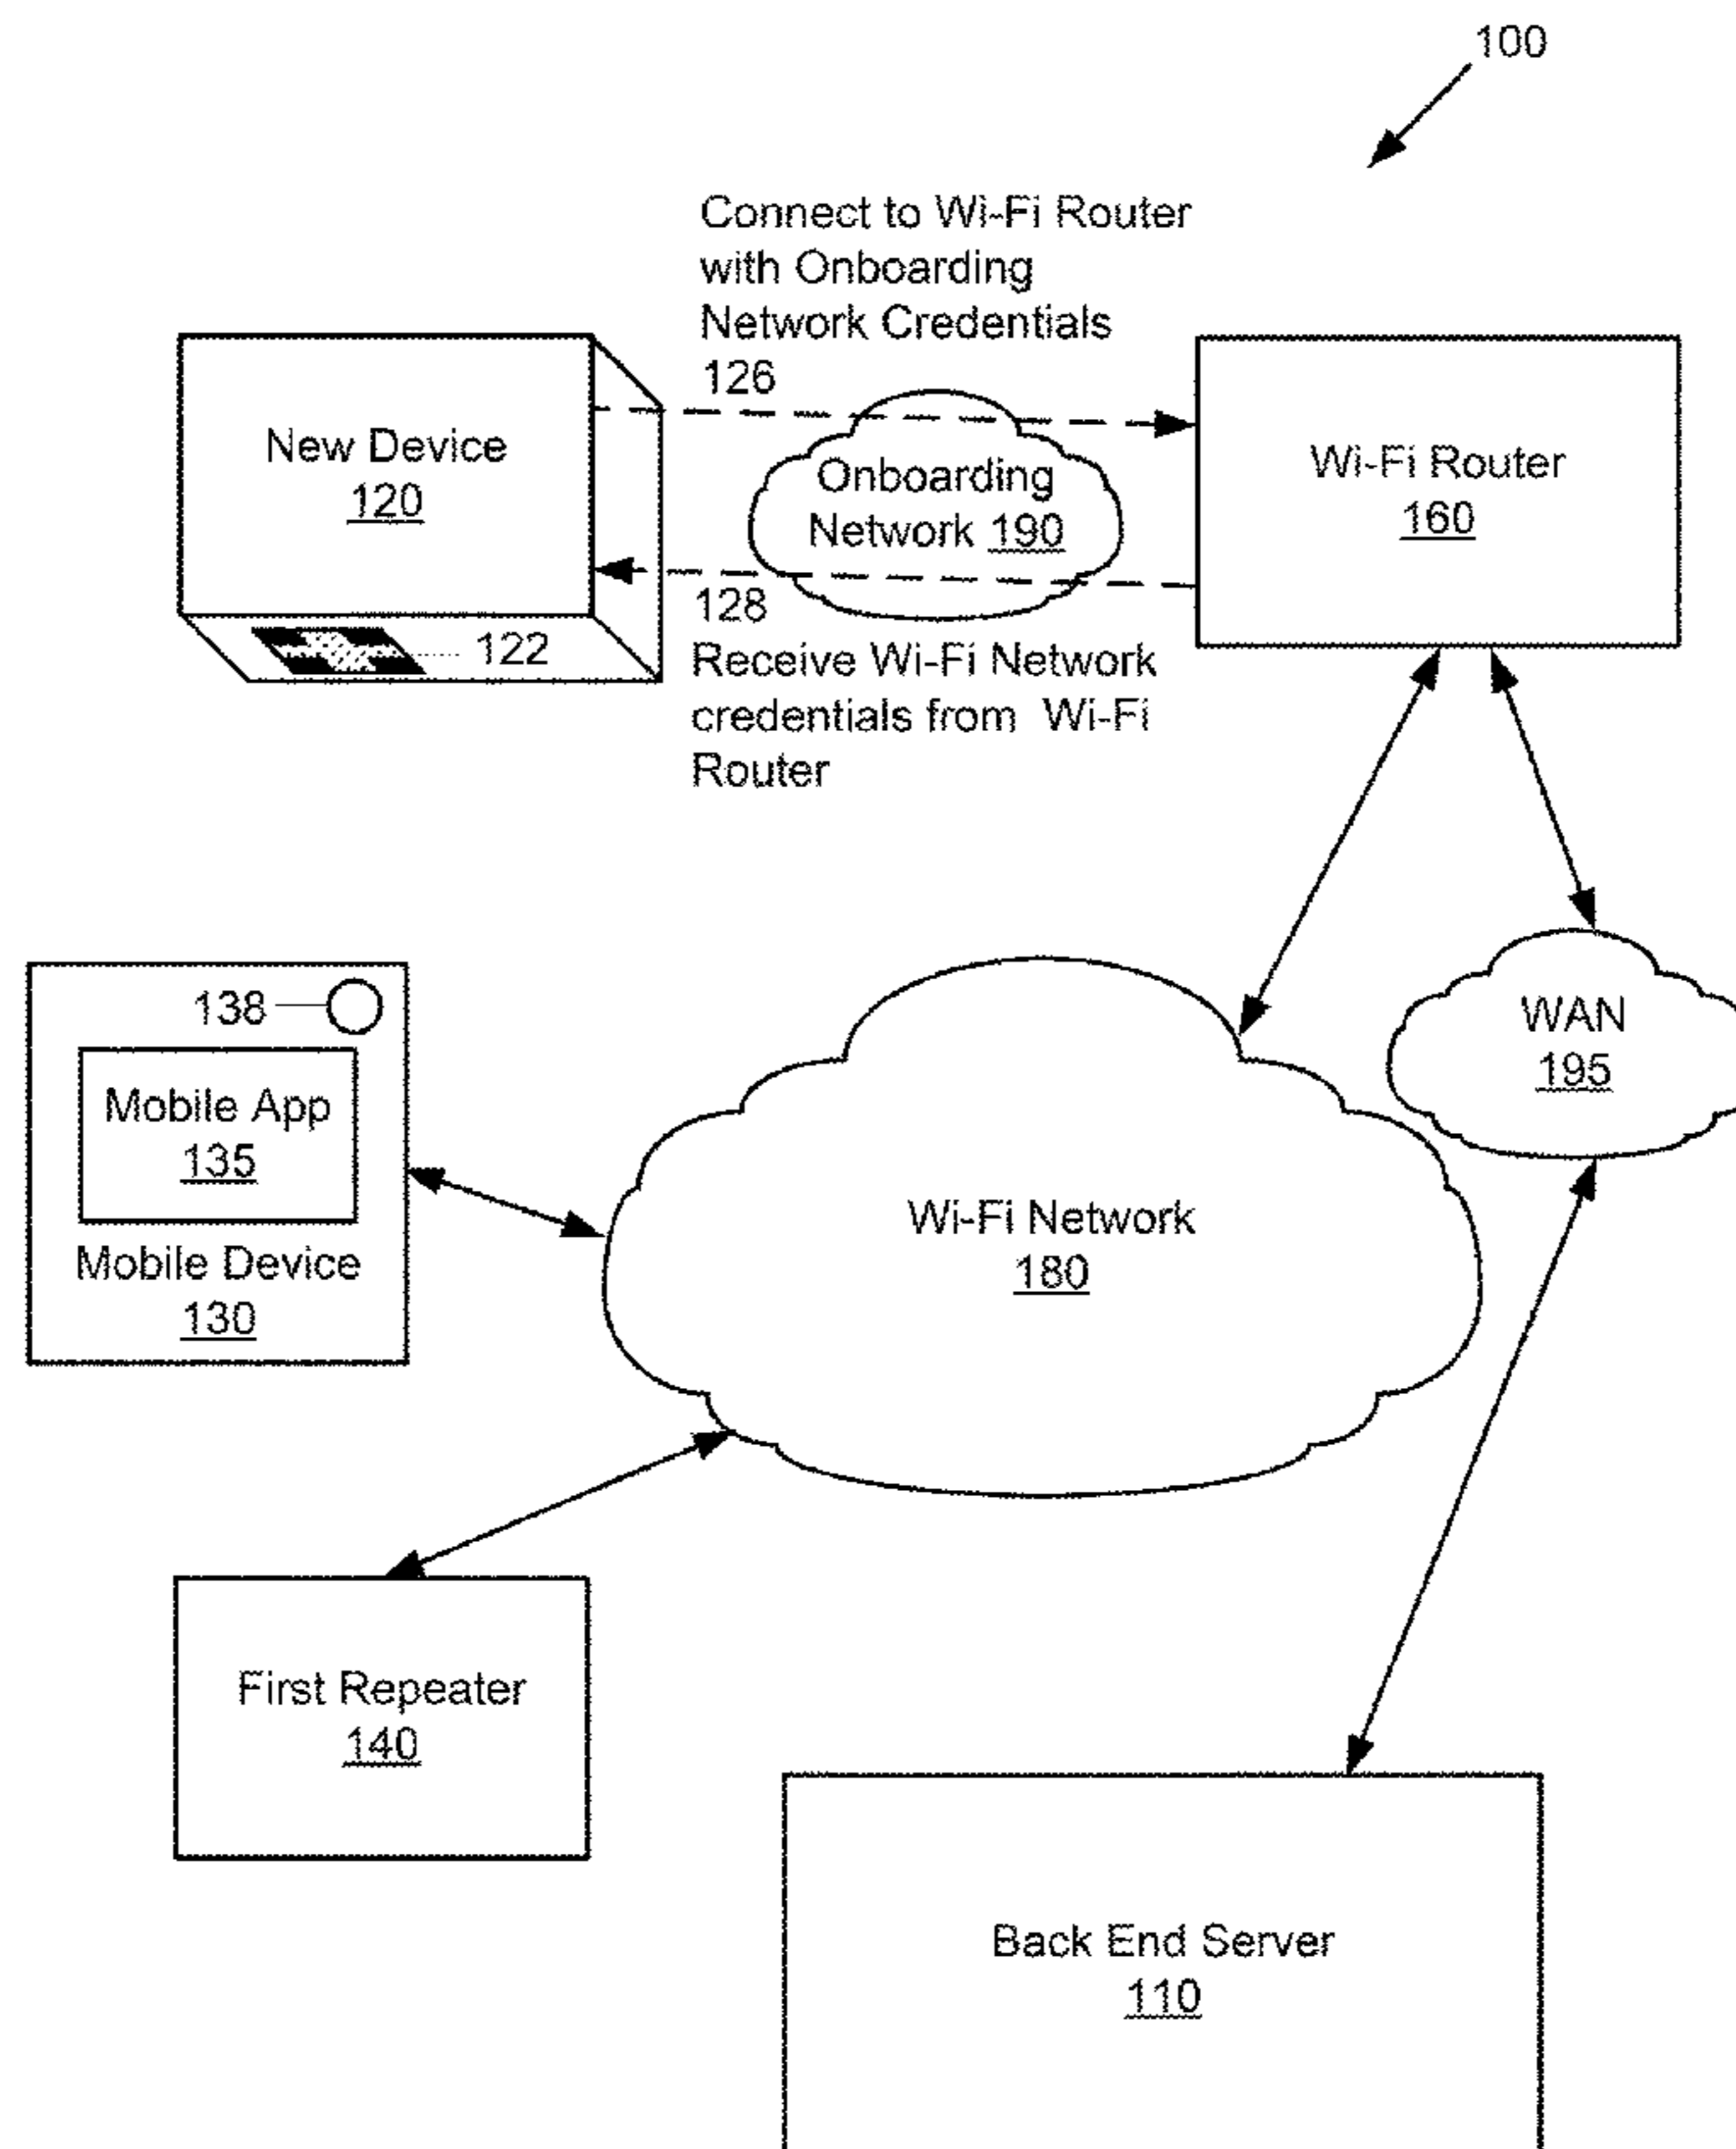 100
Connect to Wi-Fi Router
with Onboarding
Network Credentials
126
New Device
120
Onboarding
Network 190
Wi-Fi Router
160
122
128
Receive Wi-Fi Network
credentials from Wi-Fi
Router
138
Mobile App
135
Mobile Device
130
WAN
195
Wi-Fi Network
180
First Repeater
140
Back End Server
110